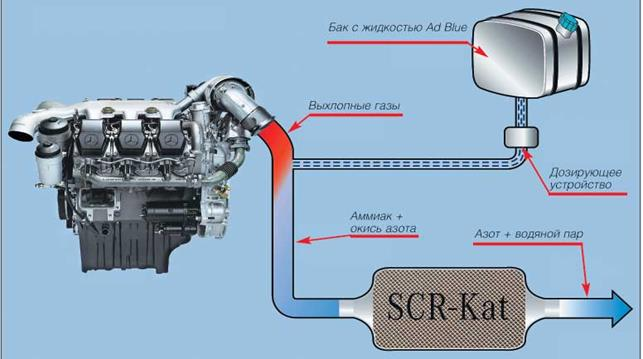 Бак с жидкостью Ad Blue
Выхлопные газы
Дозирующее
устройство
Аммиак +
окись азота
Азот + водяной пар
SCR-Kat